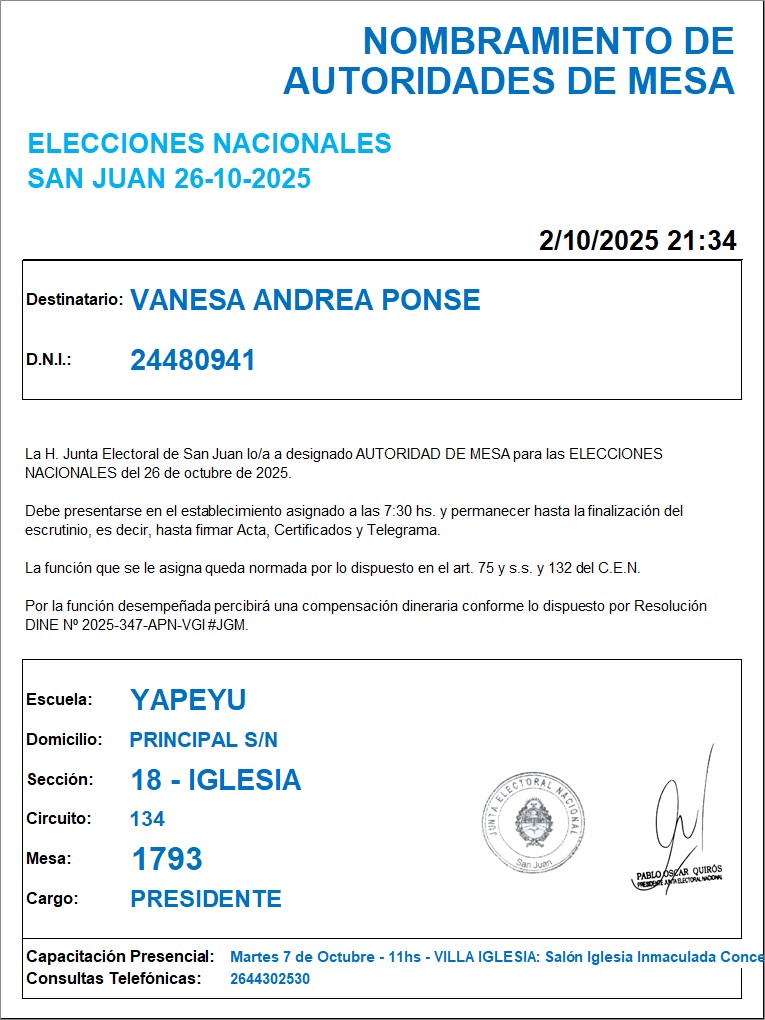 NOMBRAMIENTO DE
AUTORIDADES DE MESA
ELECCIONES NACIONALES
SAN JUAN 26-10-2025
2/10/2025 21:34
Destinatario: VANESA ANDREA PONSE
D.N.I.: 24480941
La H. Junta Electoral de San Juan lo/a a designado AUTORIDAD DE MESA para las ELECCIONES
NACIONALES del 26 de octubre de 2025.
Debe presentarse en el establecimiento asignado a las 7:30 hs. y permanecer hasta la finalización del
escrutinio, es decir, hasta firmar Acta, Certificados y Telegrama.
La función que se le asigna queda normada por lo dispuesto en el art. 75 y s.s. y 132 del C.E.N.
Por la función desempeñada percibirá una compensación dineraria conforme lo dispuesto por Resolución
DINE Nº 2025-347-APN-VGI#JGM.
Escuela: YAPEYU
Domicilio: PRINCIPAL S/N
Sección: 18 - IGLESIA
Circuito: 134
Mesa: 1793
Cargo: PRESIDENTE
JUNTA ELECTORAL NACIONAL
San Juan
PABLO OSCAR QUIRÓS
PRESIDENTE JUNTA ELECTORAL NACIONAL
Capacitación Presencial: Martes 7 de Octubre - 11hs - VILLA IGLESIA: Salón Iglesia Inmaculada Conce
Consultas Telefónicas: 2644302530